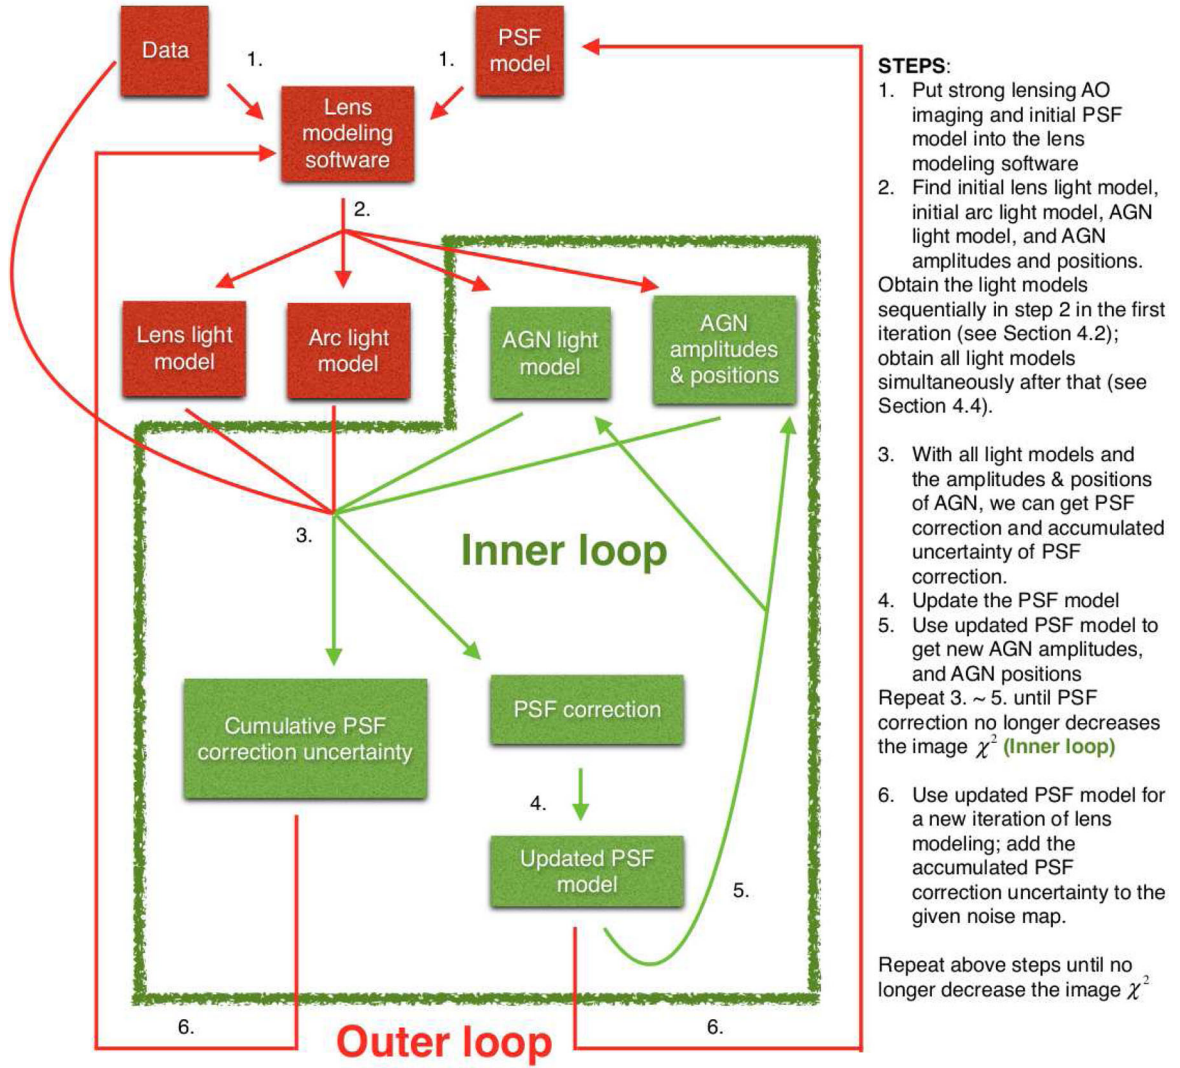 Data
1.
1.
PSF
model
Lens
modeling
software
2.
Lens light
model
Arc light
model
AGN light
model
AGN
amplitudes
& positions
3.
Inner loop
Cumulative PSF
correction uncertainty
PSF correction
4.
Updated PSF
model
5.
6.
Outer loop
6.
STEPS:
1. Put strong lensing AO
imaging and initial PSF
model into the lens
modeling software
2. Find initial lens light model,
initial arc light model, AGN
light model, and AGN
amplitudes and positions.
Obtain the light models
sequentially in step 2 in the first
iteration (see Section 4.2);
obtain all light models
simultaneously after that (see
Section 4.4).
3. With all light models and
the amplitudes & positions
of AGN, we can get PSF
correction and accumulated
uncertainty of PSF
correction.
4. Update the PSF model
5. Use updated PSF model to
get new AGN amplitudes,
and AGN positions
Repeat 3. ~ 5. until PSF
correction no longer decreases
the image χ² (Inner loop)
6. Use updated PSF model for
a new iteration of lens
modeling; add the
accumulated PSF
correction uncertainty to the
given noise map.
Repeat above steps until no
longer decrease the image χ²